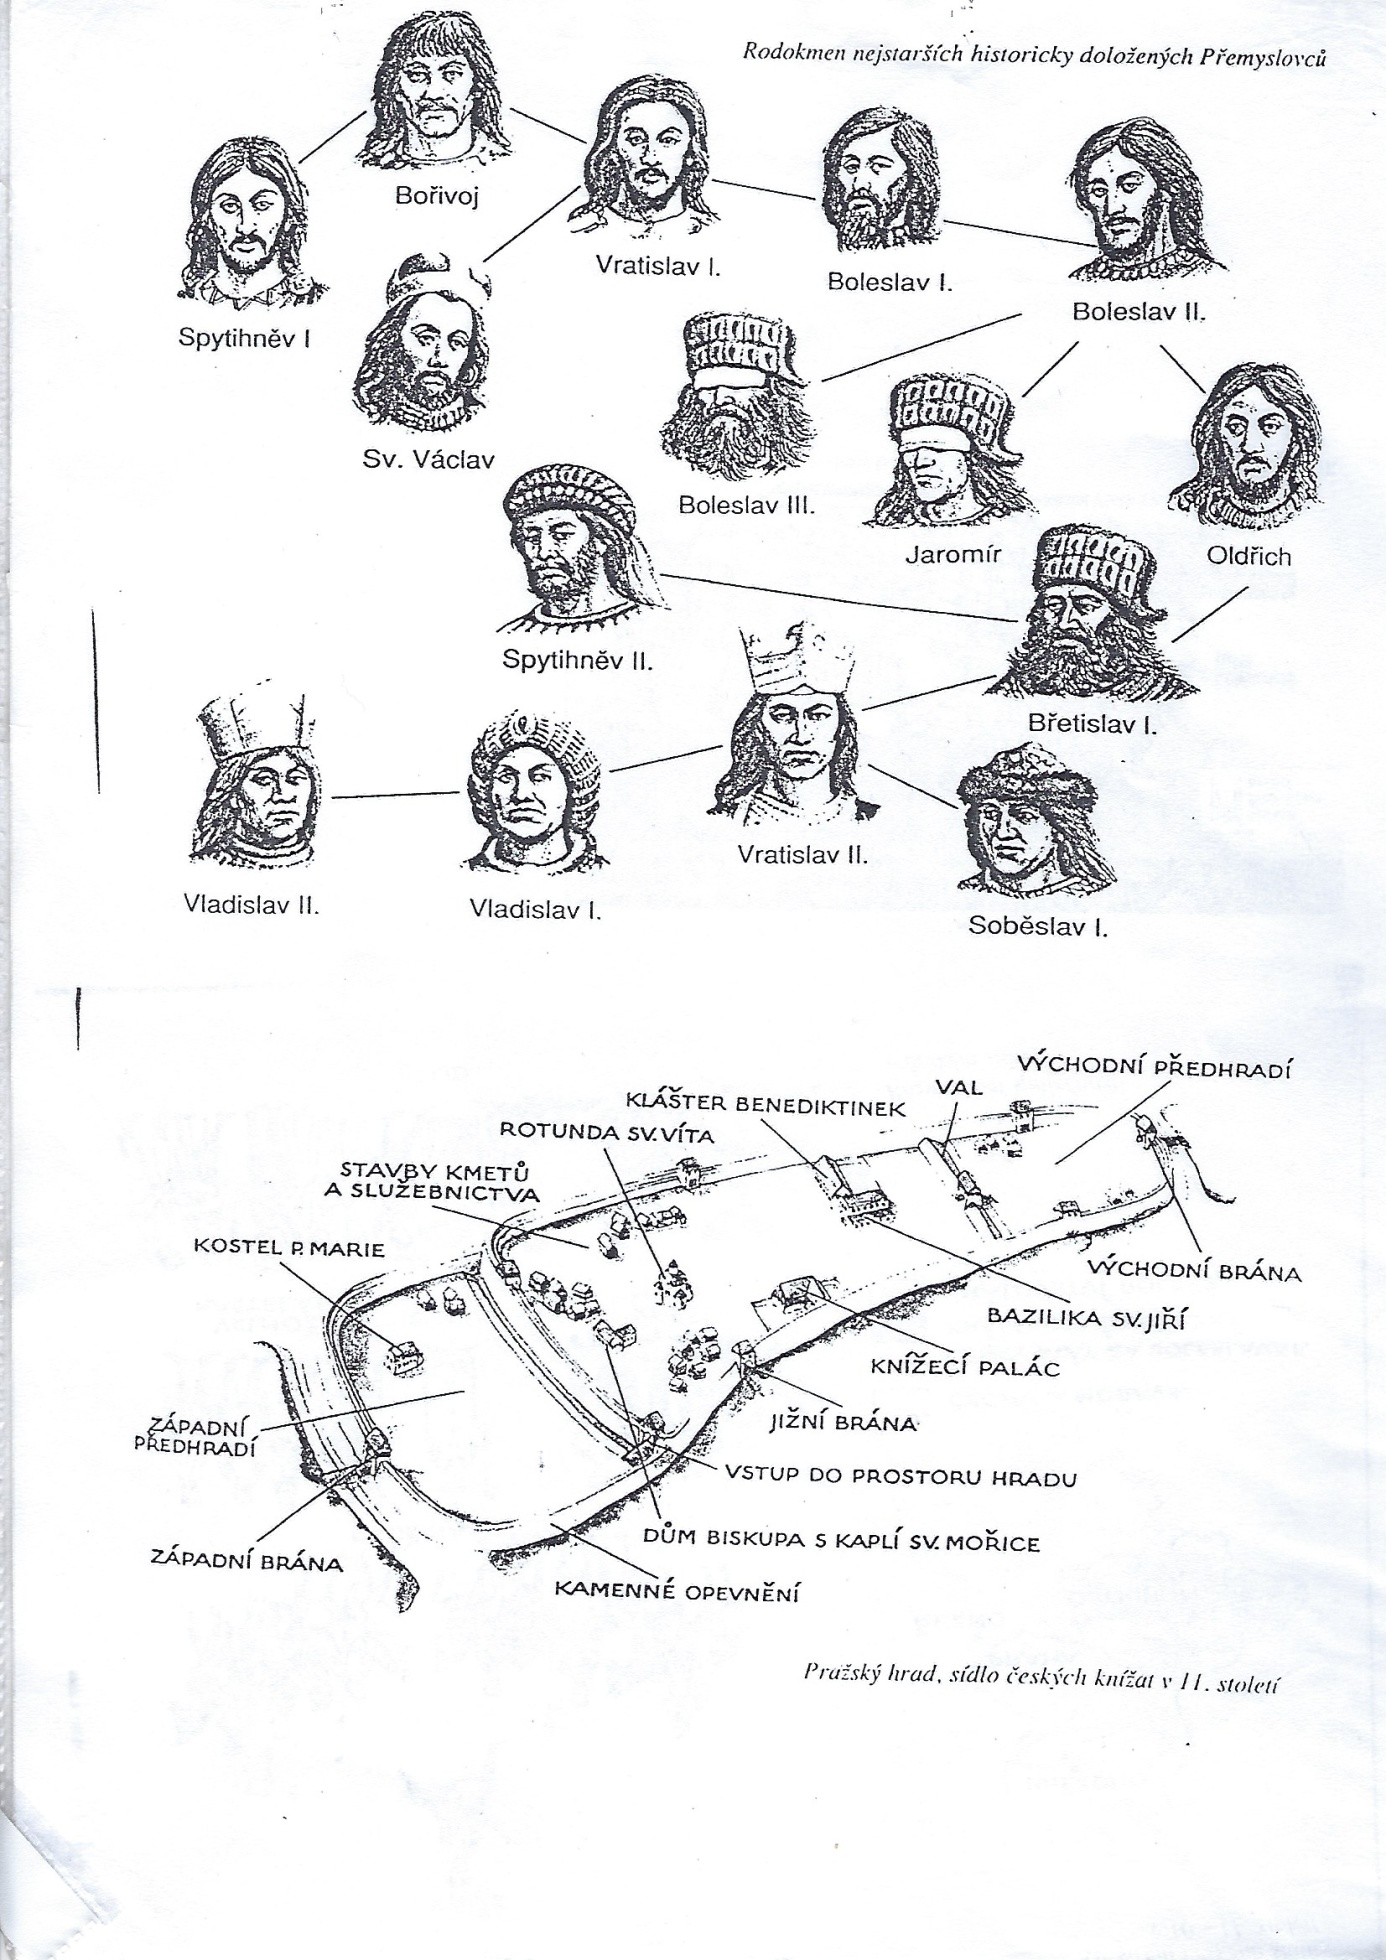 Rodokmen nejstarších historicky doložených Přemyslovců
Bořivoj
Vratislav I.
Boleslav I.
Boleslav II.
Spytihněv I
Sv. Václav
Boleslav III.
Jaromír
Oldřich
Spytihněv II.
Břetislav I.
Vratislav II.
Vladislav II.
Vladislav I.
Soběslav I.
VÝCHODNÍ PŘEDHRADÍ
VAL
KLÁŠTER BENEDIKTINEK
ROTUNDA SV. VÍTA
STAVBY KMETŮ
A SLUŽEBNICTVA
KOSTEL P. MARIE
VÝCHODNÍ BRÁNA
BAZILIKA SV. JIŘÍ
KNÍŽECÍ PALÁC
JIŽNÍ BRÁNA
ZÁPADNÍ
PŘEDHRADÍ
VSTUP DO PROSTORU HRADU
DŮM BISKUPA S KAPLÍ SV. MOŘICE
ZÁPADNÍ BRÁNA
KAMENNÉ OPEVNĚNÍ
Pražský hrad, sídlo českých knížat v 11. století